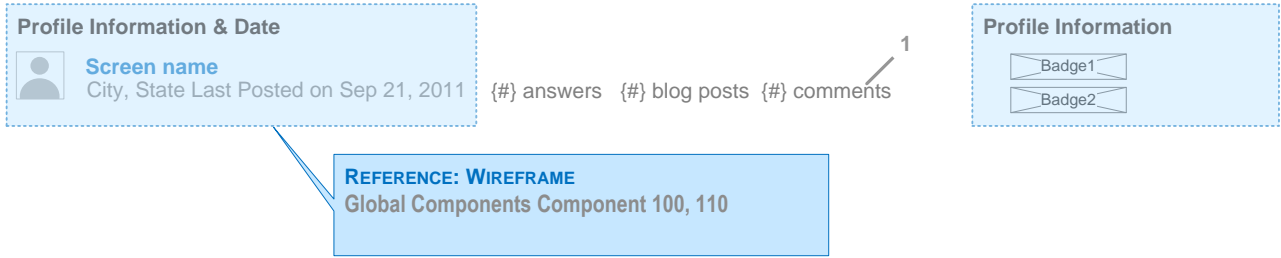 Profile Information & Date
Screen name
City, State Last Posted on Sep 21, 2011
{#} answers {#} blog posts {#} comments
1
Profile Information
Badge1
Badge2
REFERENCE: WIREFRAME
Global Components Component 100, 110